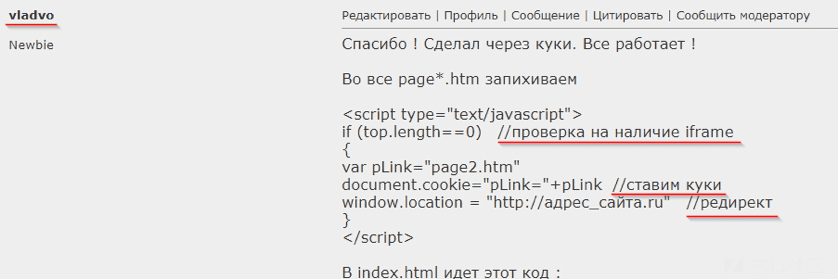 vladvo
Редактировать | Профиль | Сообщение | Цитировать | Сообщить модератору
Newbie
Спасибо ! Сделал через куки. Все работает !
Во все page*.htm запихиваем
<script type="text/javascript">
if (top.length==0) //проверка на наличие iframe
{
var pLink="page2.htm"
document.cookie="pLink="+pLink //ставим куки
window.location = "http://адрес_сайта.ru" //редирект
}
</script>
В index.html идет этот код :